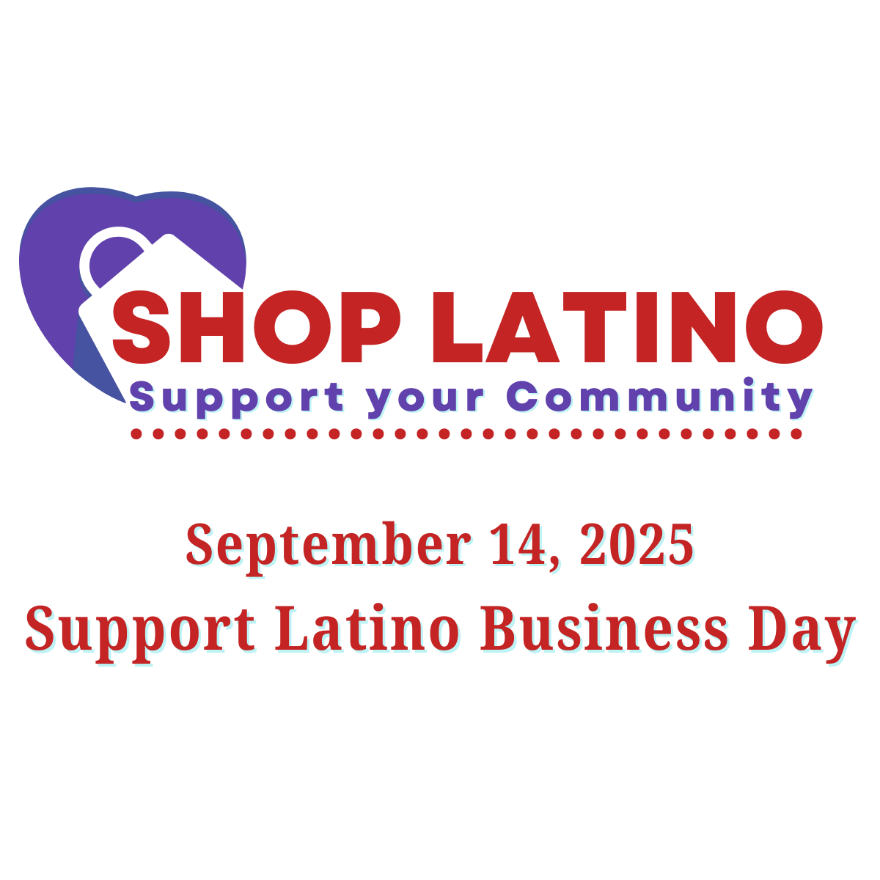 SHOP LATINO
Support your Community
September 14, 2025
Support Latino Business Day